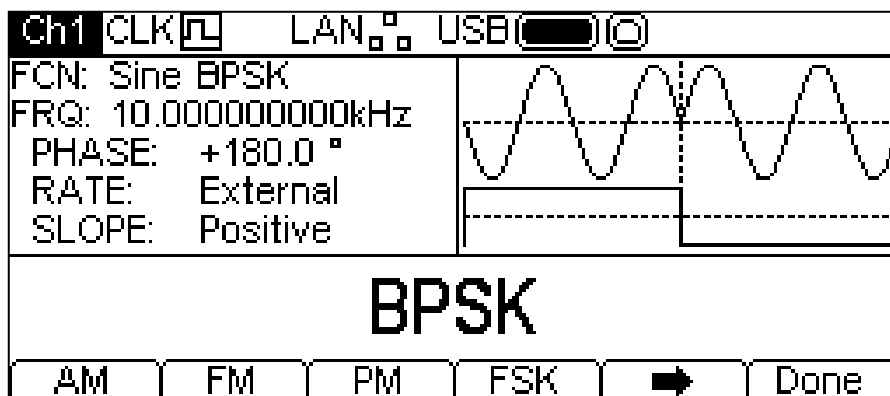 Ch1 CLK LAN USB
FCN: Sine BPSK
FRQ: 10.000000000kHz
PHASE: +180.0 °
RATE: External
SLOPE: Positive
BPSK
AM FM PM FSK Done